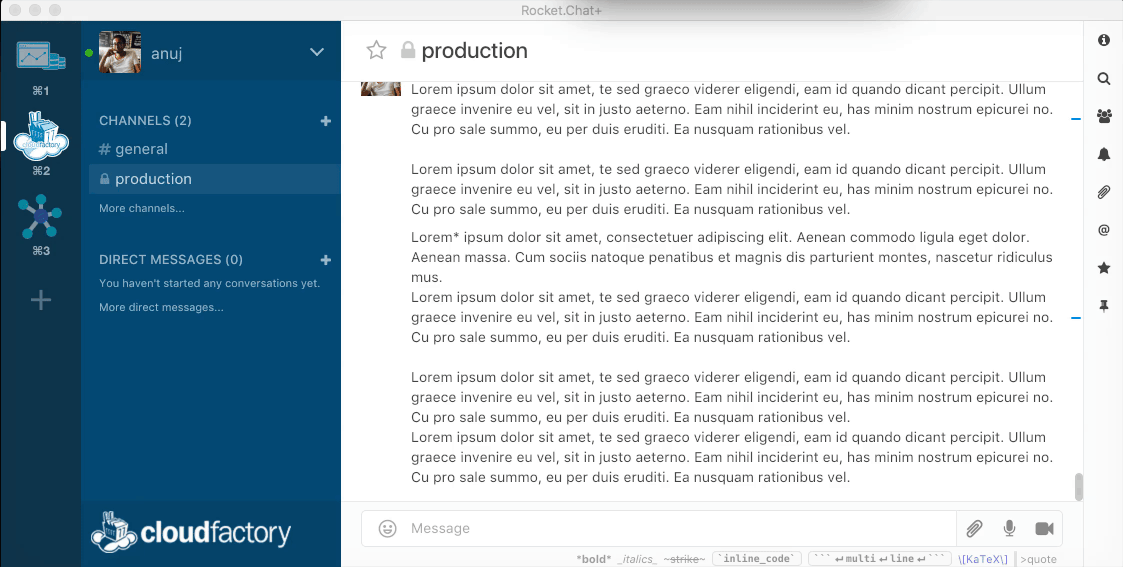 Rocket.Chat+
⌘1
cloudfactory
⌘2
⌘3
anuj
CHANNELS (2)
# general
production
More channels...
DIRECT MESSAGES (0)
You haven't started any conversations yet.
More direct messages...
cloudfactory
production
Lorem ipsum dolor sit amet, te sed graeco viderer eligendi, eam id quando dicant percipit. Ullum
graece invenire eu vel, sit in justo aeterno. Eam nihil inciderint eu, has minim nostrum epicurei no.
Cu pro sale summo, eu per duis eruditi. Ea nusquam rationibus vel.
Lorem ipsum dolor sit amet, te sed graeco viderer eligendi, eam id quando dicant percipit. Ullum
graece invenire eu vel, sit in justo aeterno. Eam nihil inciderint eu, has minim nostrum epicurei no.
Cu pro sale summo, eu per duis eruditi. Ea nusquam rationibus vel.
Lorem* ipsum dolor sit amet, consectetuer adipiscing elit. Aenean commodo ligula eget dolor.
Aenean massa. Cum sociis natoque penatibus et magnis dis parturient montes, nascetur ridiculus
mus.
Lorem ipsum dolor sit amet, te sed graeco viderer eligendi, eam id quando dicant percipit. Ullum
graece invenire eu vel, sit in justo aeterno. Eam nihil inciderint eu, has minim nostrum epicurei no.
Cu pro sale summo, eu per duis eruditi. Ea nusquam rationibus vel.
Lorem ipsum dolor sit amet, te sed graeco viderer eligendi, eam id quando dicant percipit. Ullum
graece invenire eu vel, sit in justo aeterno. Eam nihil inciderint eu, has minim nostrum epicurei no.
Cu pro sale summo, eu per duis eruditi. Ea nusquam rationibus vel.
Lorem ipsum dolor sit amet, te sed graeco viderer eligendi, eam id quando dicant percipit. Ullum
graece invenire eu vel, sit in justo aeterno. Eam nihil inciderint eu, has minim nostrum epicurei no.
Cu pro sale summo, eu per duis eruditi. Ea nusquam rationibus vel.
Message
*bold* _italics_ ~strike~ `inline_code` ```↵multi↵line↵``` \[KaTeX\] >quote